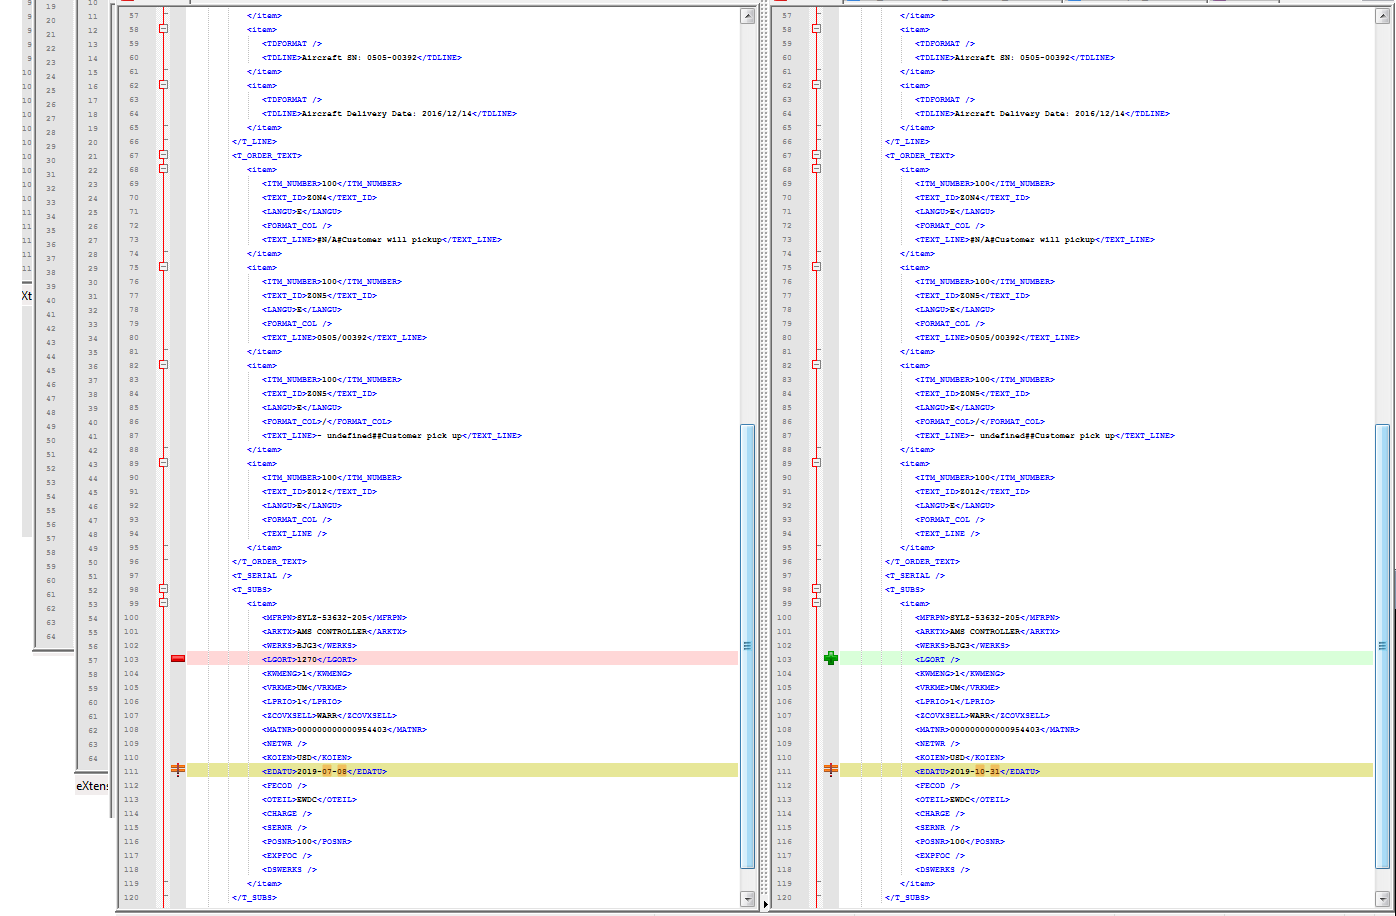 57 </item>
58 <item>
59 <TDFORMAT />
60 <TDLINE>Aircraft SN: 0505-00392</TDLINE>
61 </item>
62 <item>
63 <TDFORMAT />
64 <TDLINE>Aircraft Delivery Date: 2016/12/14</TDLINE>
65 </item>
66 </T_LINE>
67 <T_ORDER_TEXT>
68 <item>
69 <ITM_NUMBER>100</ITM_NUMBER>
70 <TEXT_ID>Z0N4</TEXT_ID>
71 <LANGU>E</LANGU>
72 <FORMAT_COL />
73 <TEXT_LINE>#N/A#Customer will pickup</TEXT_LINE>
74 </item>
75 <item>
76 <ITM_NUMBER>100</ITM_NUMBER>
77 <TEXT_ID>Z0N5</TEXT_ID>
78 <LANGU>E</LANGU>
79 <FORMAT_COL />
80 <TEXT_LINE>0505/00392</TEXT_LINE>
81 </item>
82 <item>
83 <ITM_NUMBER>100</ITM_NUMBER>
84 <TEXT_ID>Z0N5</TEXT_ID>
85 <LANGU>E</LANGU>
86 <FORMAT_COL>/</FORMAT_COL>
87 <TEXT_LINE>- undefined##Customer pick up</TEXT_LINE>
88 </item>
89 <item>
90 <ITM_NUMBER>100</ITM_NUMBER>
91 <TEXT_ID>Z012</TEXT_ID>
92 <LANGU>E</LANGU>
93 <FORMAT_COL />
94 <TEXT_LINE />
95 </item>
96 </T_ORDER_TEXT>
97 <T_SERIAL />
98 <T_SUBS>
99 <item>
100 <MFRPN>SYLZ-53632-205</MFRPN>
101 <ARKTX>AMS CONTROLLER</ARKTX>
102 <WERKS>BJG3</WERKS>
103 <LGORT>1270</LGORT>
104 <KWMENG>1</KWMENG>
105 <VRKME>UM</VRKME>
106 <LPRIO>1</LPRIO>
107 <ZCOVXSELL>WARR</ZCOVXSELL>
108 <MATNR>000000000000954403</MATNR>
109 <NETWR />
110 <KOIEN>USD</KOIEN>
111 <EDATU>2019-07-08</EDATU>
112 <FECOD />
113 <OTEIL>EWDC</OTEIL>
114 <CHARGE />
115 <SERNR />
116 <POSNR>100</POSNR>
117 <EXPFOC />
118 <DSWERKS />
119 </item>
120 </T_SUBS>
57 </item>
58 <item>
59 <TDFORMAT />
60 <TDLINE>Aircraft SN: 0505-00392</TDLINE>
61 </item>
62 <item>
63 <TDFORMAT />
64 <TDLINE>Aircraft Delivery Date: 2016/12/14</TDLINE>
65 </item>
66 </T_LINE>
67 <T_ORDER_TEXT>
68 <item>
69 <ITM_NUMBER>100</ITM_NUMBER>
70 <TEXT_ID>Z0N4</TEXT_ID>
71 <LANGU>E</LANGU>
72 <FORMAT_COL />
73 <TEXT_LINE>#N/A#Customer will pickup</TEXT_LINE>
74 </item>
75 <item>
76 <ITM_NUMBER>100</ITM_NUMBER>
77 <TEXT_ID>Z0N5</TEXT_ID>
78 <LANGU>E</LANGU>
79 <FORMAT_COL />
80 <TEXT_LINE>0505/00392</TEXT_LINE>
81 </item>
82 <item>
83 <ITM_NUMBER>100</ITM_NUMBER>
84 <TEXT_ID>Z0N5</TEXT_ID>
85 <LANGU>E</LANGU>
86 <FORMAT_COL>/</FORMAT_COL>
87 <TEXT_LINE>- undefined##Customer pick up</TEXT_LINE>
88 </item>
89 <item>
90 <ITM_NUMBER>100</ITM_NUMBER>
91 <TEXT_ID>Z012</TEXT_ID>
92 <LANGU>E</LANGU>
93 <FORMAT_COL />
94 <TEXT_LINE />
95 </item>
96 </T_ORDER_TEXT>
97 <T_SERIAL />
98 <T_SUBS>
99 <item>
100 <MFRPN>SYLZ-53632-205</MFRPN>
101 <ARKTX>AMS CONTROLLER</ARKTX>
102 <WERKS>BJG3</WERKS>
103 <LGORT />
104 <KWMENG>1</KWMENG>
105 <VRKME>UM</VRKME>
106 <LPRIO>1</LPRIO>
107 <ZCOVXSELL>WARR</ZCOVXSELL>
108 <MATNR>000000000000954403</MATNR>
109 <NETWR />
110 <KOIEN>USD</KOIEN>
111 <EDATU>2019-10-31</EDATU>
112 <FECOD />
113 <OTEIL>EWDC</OTEIL>
114 <CHARGE />
115 <SERNR />
116 <POSNR>100</POSNR>
117 <EXPFOC />
118 <DSWERKS />
119 </item>
120 </T_SUBS>
Xt
eXtens